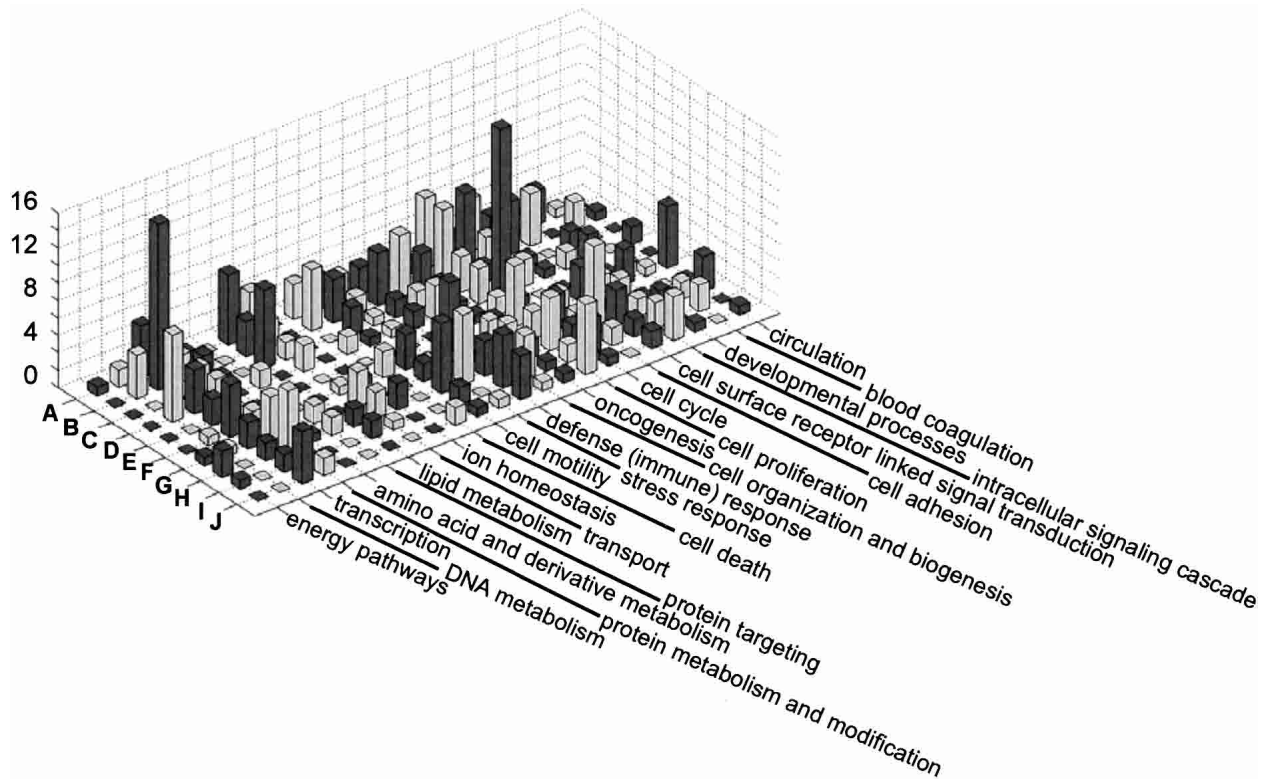 16
12
8
4
0
A
B
C
D
E
F
G
H
I
J
circulation
blood coagulation
developmental processes
intracellular signaling cascade
cell surface receptor linked signal transduction
cell adhesion
cell cycle
cell proliferation
oncogenesis
cell organization and biogenesis
defense (immune) response
stress response
cell motility
cell death
ion homeostasis
transport
lipid metabolism
protein targeting
amino acid and derivative metabolism
protein metabolism and modification
transcription
DNA metabolism
energy pathways